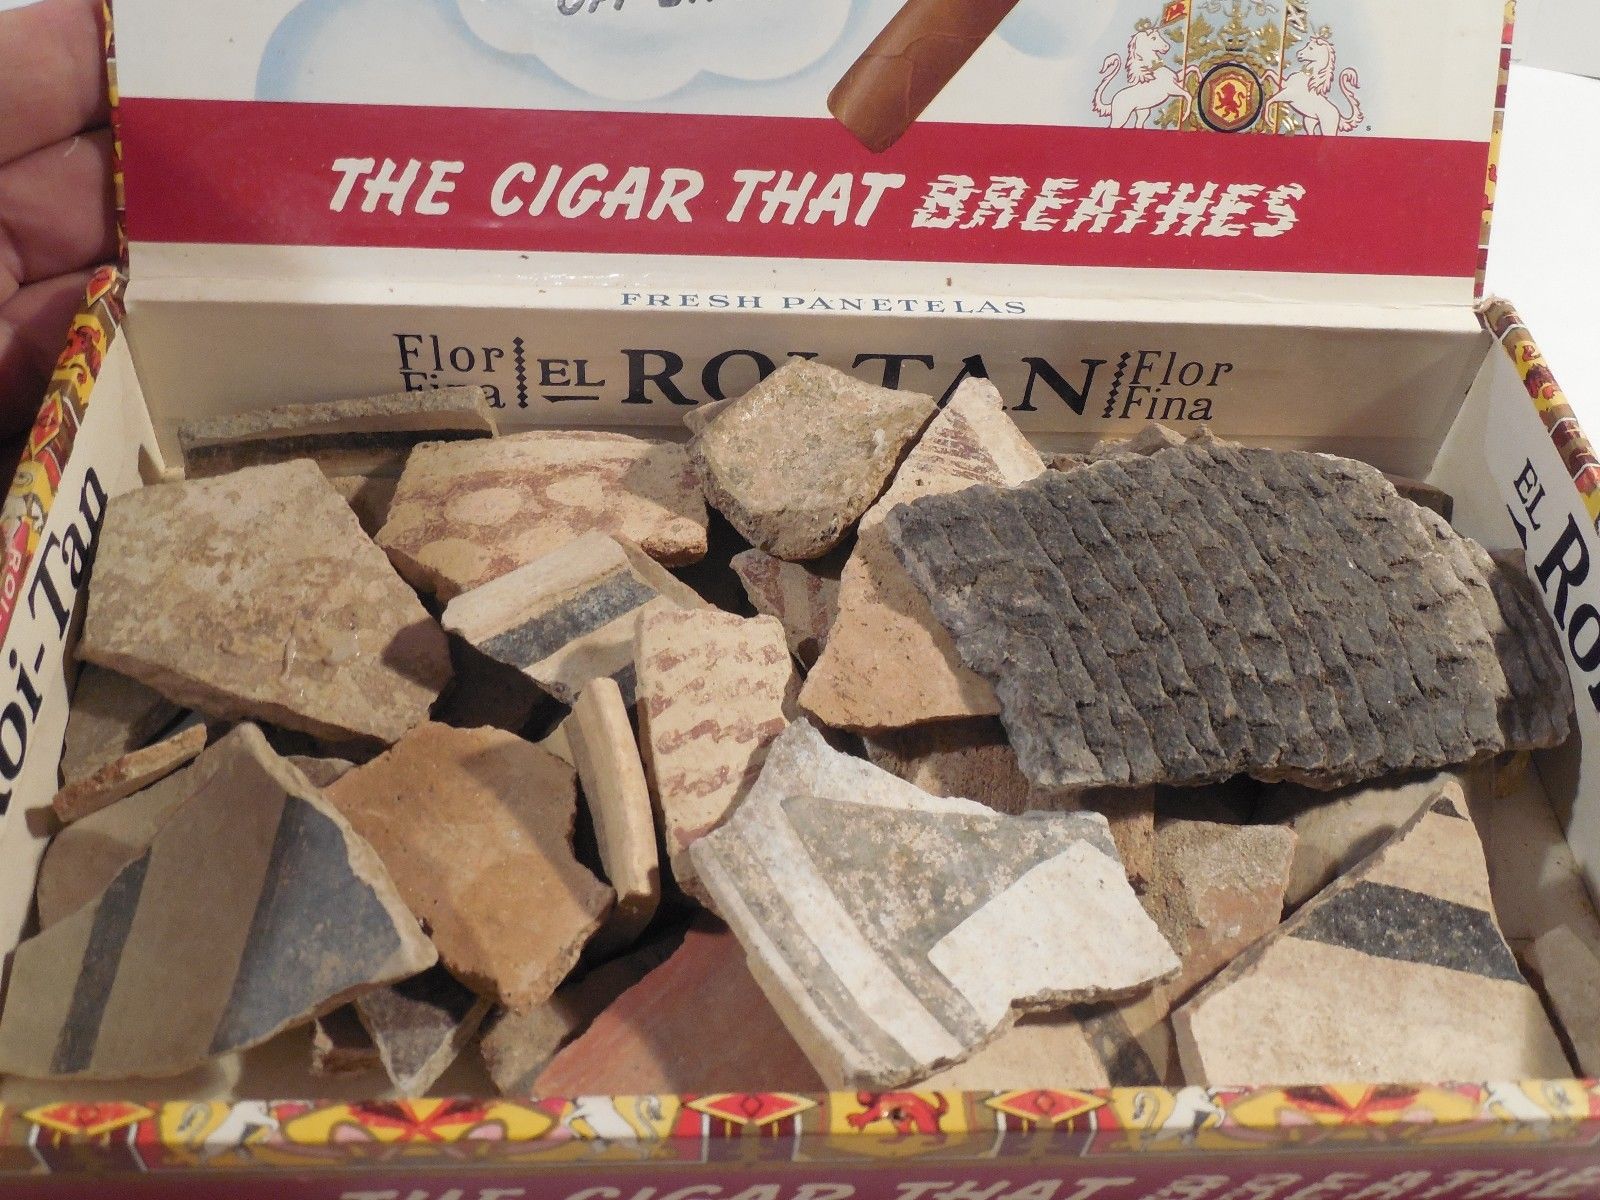 THE CIGAR THAT BREATHES
FRESH PANETELAS
Flor Fina EL ROI-TAN Flor Fina
Roi-Tan
EL
THE CIGAR THAT BREATHES